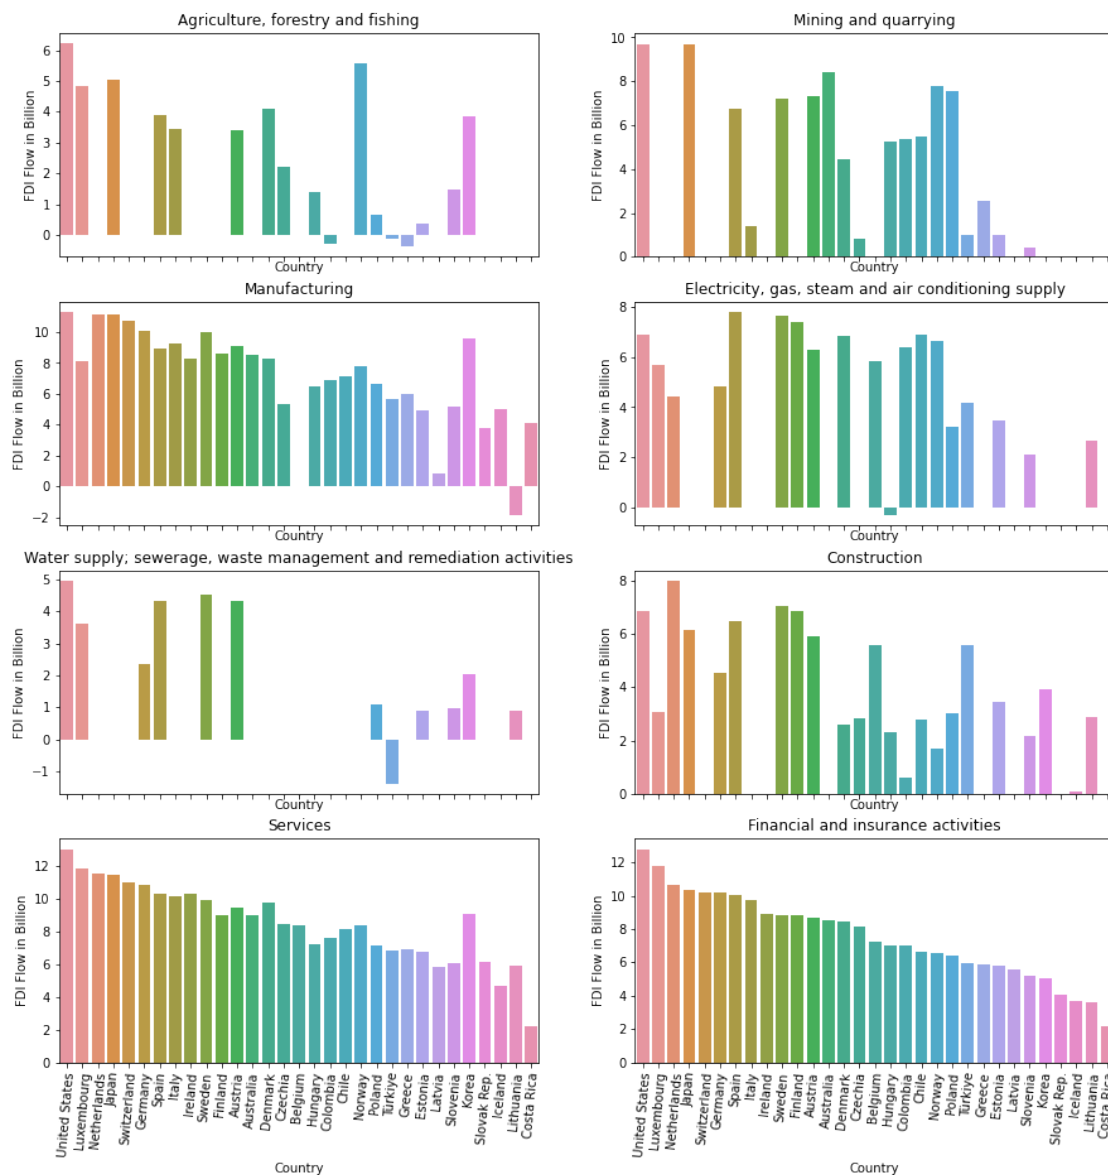 Agriculture, forestry and fishing
FDI Flow in Billion
6
5
4
3
2
1
0
Country
Mining and quarrying
FDI Flow in Billion
10
8
6
4
2
0
Country
Manufacturing
FDI Flow in Billion
10
8
6
4
2
0
−2
Country
Electricity, gas, steam and air conditioning supply
FDI Flow in Billion
8
6
4
2
0
Country
Water supply; sewerage, waste management and remediation activities
FDI Flow in Billion
5
4
3
2
1
0
−1
Country
Construction
FDI Flow in Billion
8
6
4
2
0
Country
Services
FDI Flow in Billion
12
10
8
6
4
2
0
United States
Luxembourg
Netherlands
Japan
Switzerland
Germany
Spain
Italy
Ireland
Sweden
Finland
Austria
Australia
Denmark
Czechia
Belgium
Hungary
Colombia
Chile
Norway
Poland
Türkiye
Greece
Estonia
Latvia
Slovenia
Korea
Slovak Rep.
Iceland
Lithuania
Costa Rica
Country
Financial and insurance activities
FDI Flow in Billion
12
10
8
6
4
2
0
United States
Luxembourg
Netherlands
Japan
Switzerland
Germany
Spain
Italy
Ireland
Sweden
Finland
Austria
Australia
Denmark
Czechia
Belgium
Hungary
Colombia
Chile
Norway
Poland
Türkiye
Greece
Estonia
Latvia
Slovenia
Korea
Slovak Rep.
Iceland
Lithuania
Costa Rica
Country